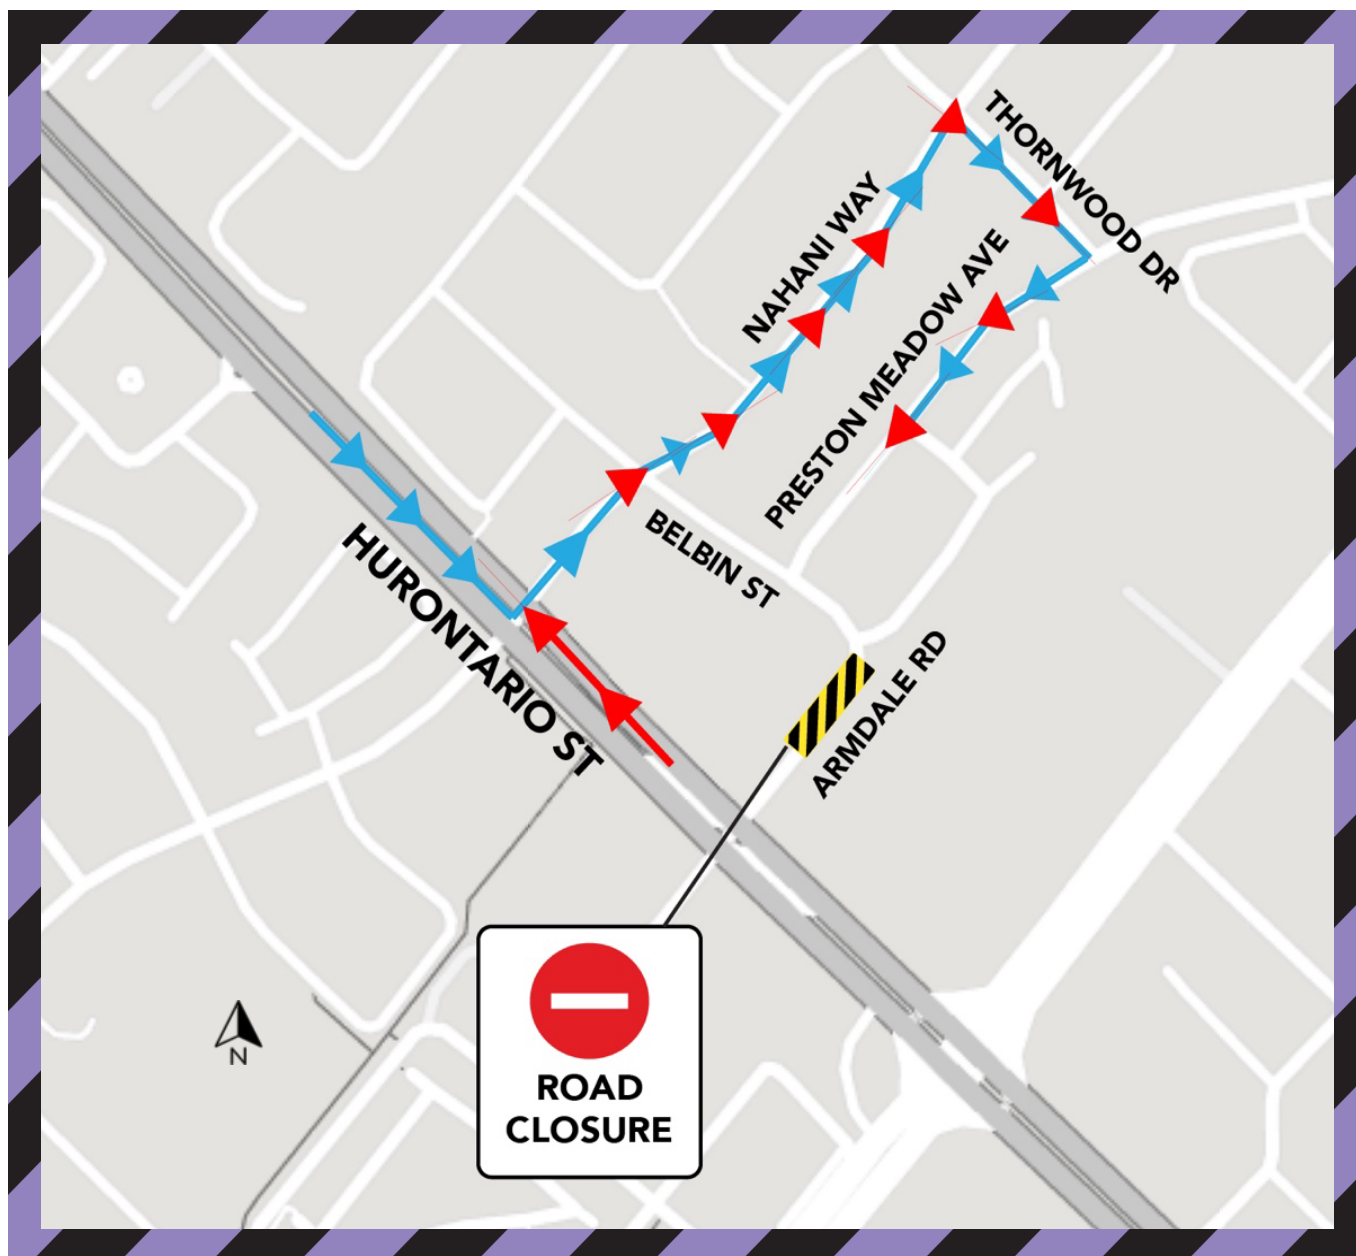 THORNWOOD DR
NAHANI WAY
PRESTON MEADOW AVE
BELBIN ST
HURONTARIO ST
ARMDALE RD
ROAD
CLOSURE
N